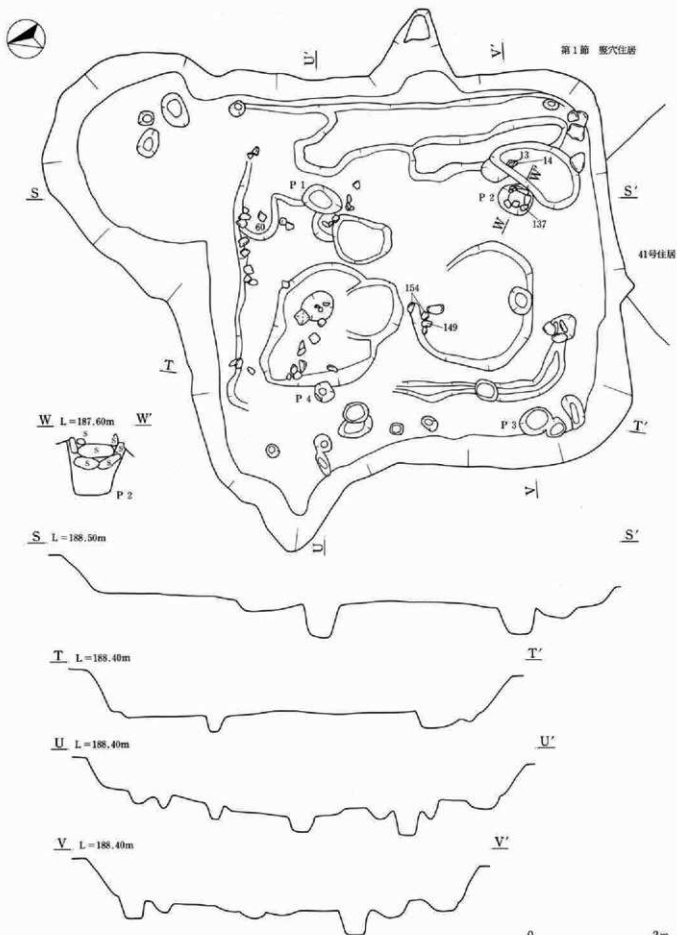 第1節 竪穴住居
U′
V′
13
14
W′
S
P 1
P 2
S′
60
W
137
41号住居
154
149
T
P 4
P 3
T′
W L=187.60m W′
S
S
S
S
S
P 2
V
U
S L=188.50m S′
T L=188.40m T′
U L=188.40m U′
V L=188.40m V′
0 2m